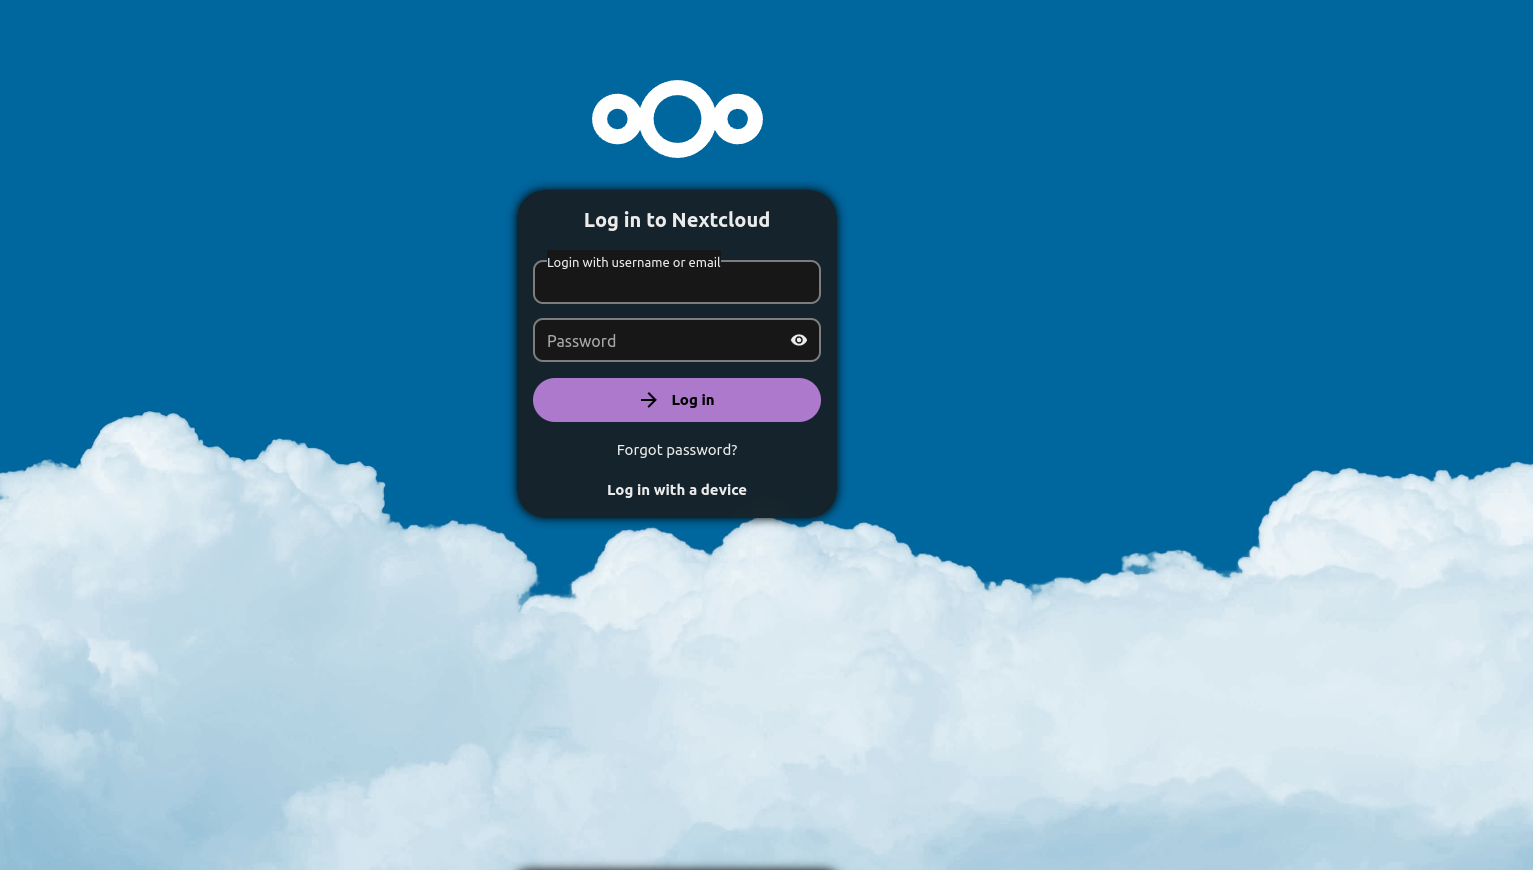 Log in to Nextcloud
Login with username or email
Password
Log in
Forgot password?
Log in with a device